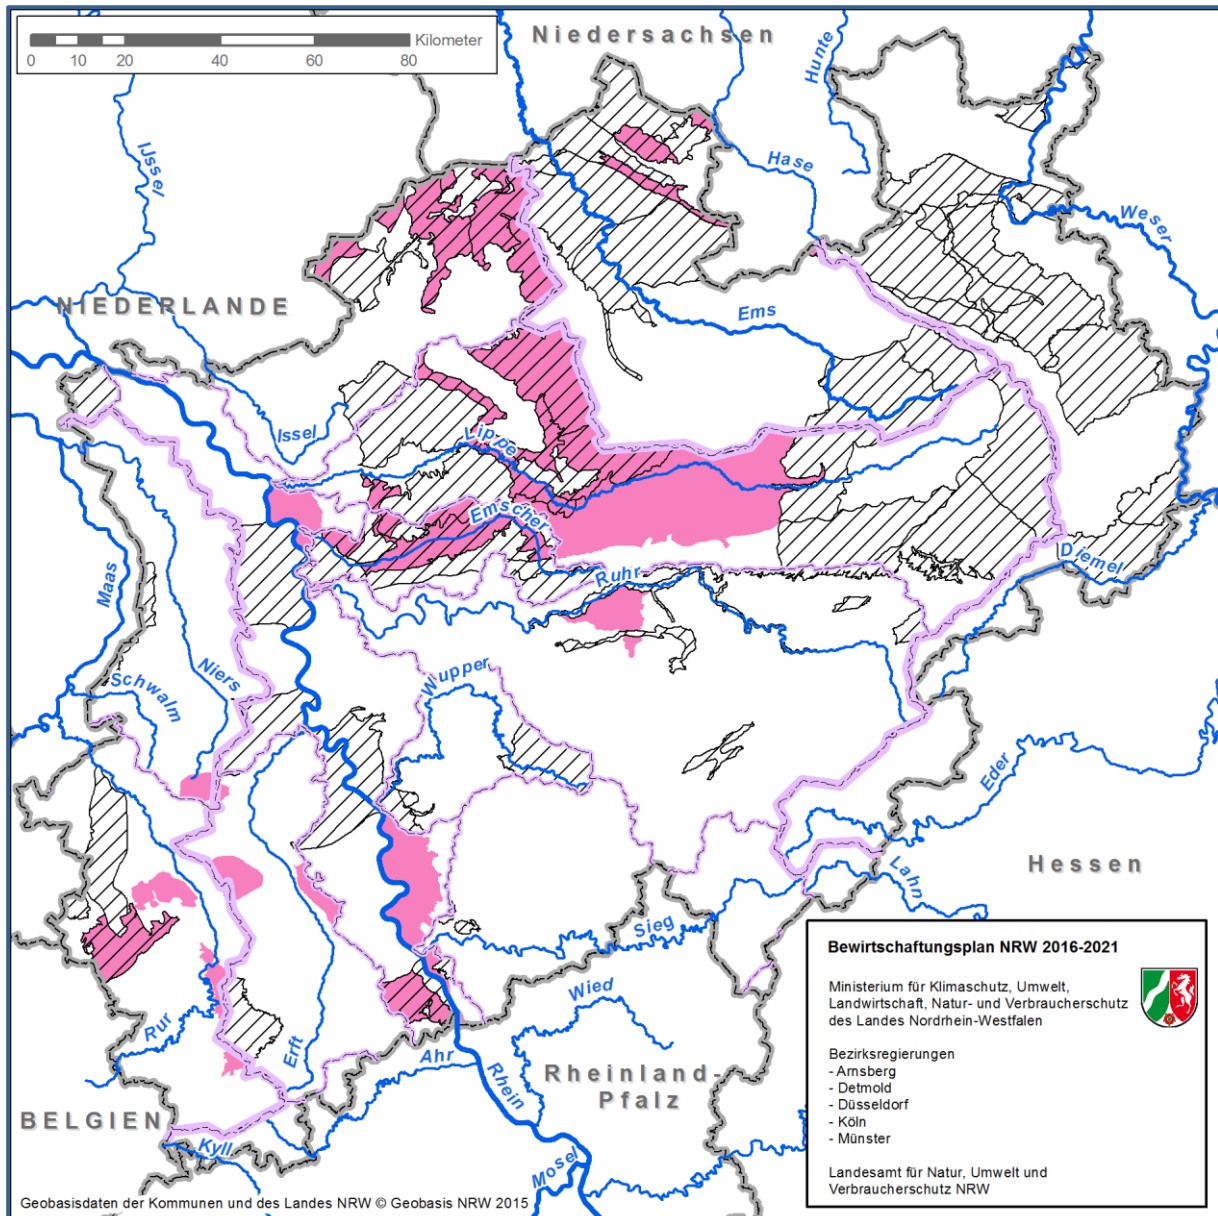 Kilometer
0 10 20 40 60 80
Niedersachsen
Hunte
IJssel
Hase
Weser
NIEDERLANDE
Ems
Issel
Lippe
Emscher
Maas
Ruhr
Diemel
Niers
Schwalm
Wupper
Eder
Hessen
Lahn
Sieg
Wied
Rur
Erft
Ahr
Rhein
Rheinland-
Pfalz
BELGIEN
Kyll
Mosel
Bewirtschaftungsplan NRW 2016-2021
Ministerium für Klimaschutz, Umwelt,
Landwirtschaft, Natur- und Verbraucherschutz
des Landes Nordrhein-Westfalen
Bezirksregierungen
- Arnsberg
- Detmold
- Düsseldorf
- Köln
- Münster
Landesamt für Natur, Umwelt und
Verbraucherschutz NRW
Geobasisdaten der Kommunen und des Landes NRW © Geobasis NRW 2015